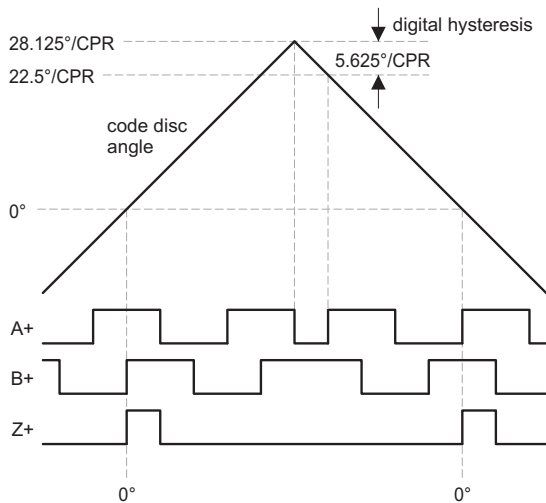 digital hysteresis
28.125°/CPR
5.625°/CPR
22.5°/CPR
code disc
angle
0°
A+
B+
Z+
0°
0°